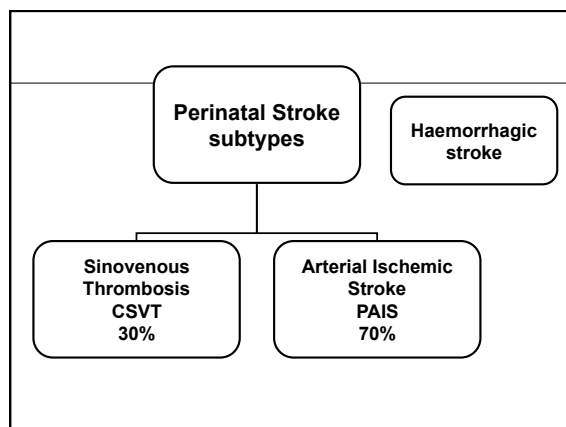 Perinatal Stroke
subtypes
Haemorrhagic
stroke
Sinovenous
Thrombosis
CSVT
30%
Arterial Ischemic
Stroke
PAIS
70%